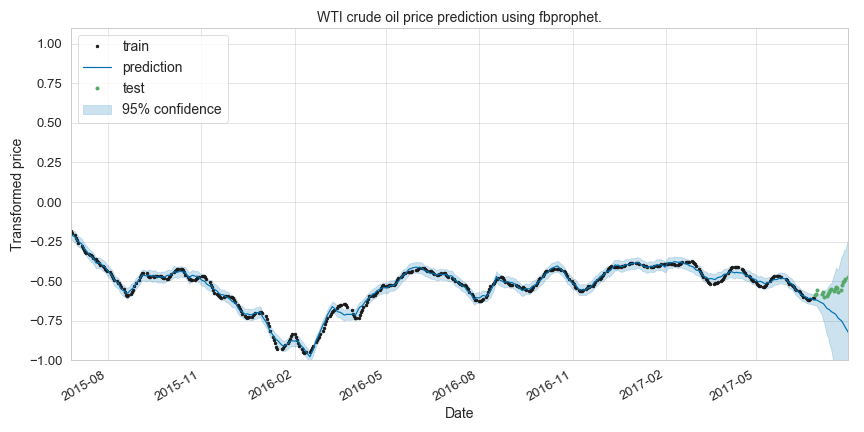 WTI crude oil price prediction using fbprophet.
train
prediction
test
95% confidence
1.00
0.75
0.50
0.25
0.00
−0.25
−0.50
−0.75
−1.00
Transformed price
2015-08
2015-11
2016-02
2016-05
2016-08
2016-11
2017-02
2017-05
Date